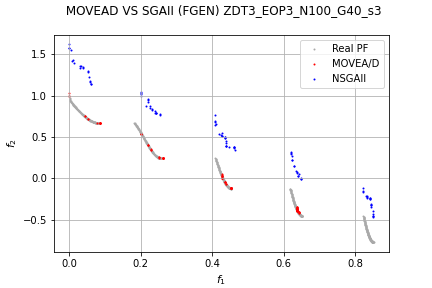 MOVEAD VS SGAII (FGEN) ZDT3_EOP3_N100_G40_s3
Real PF
MOVEA/D
NSGAII
1.5
1.0
0.5
0.0
−0.5
f2
0.0 0.2 0.4 0.6 0.8
f1